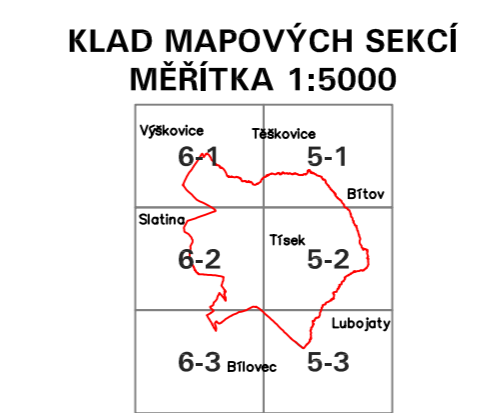 KLAD MAPOVÝCH SEKCÍ
MĚŘÍTKA 1:5000
Výškovice
Těškovice
6-1
5-1
Bítov
Slatina
Tísek
6-2
5-2
Lubojaty
6-3
Bílovec
5-3